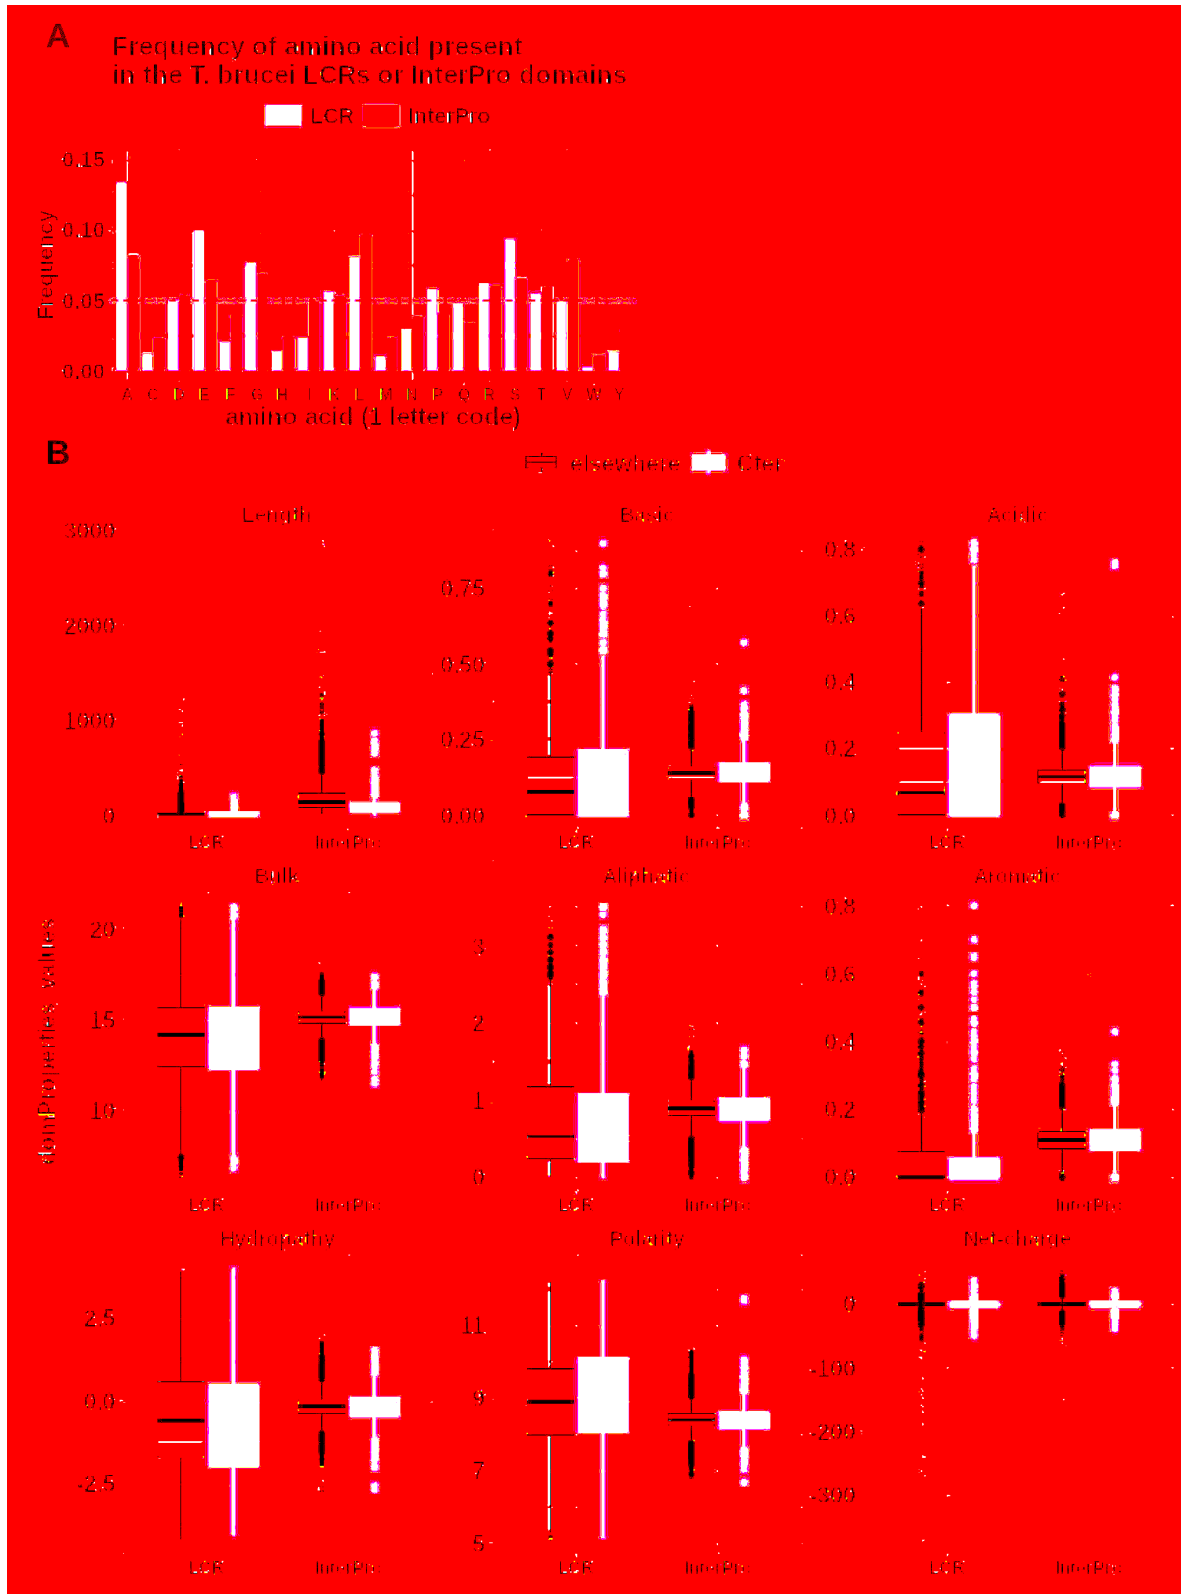 A
Frequency of amino acid present
in the T. brucei LCRs or InterPro domains
LCR InterPro
0.15
0.10
0.05
0.00
Frequency
A C D E F G H I K L M N P Q R S T V W Y
amino acid (1 letter code)
B
elsewhere Cter
Length Basic Acidic
3000
2000
1000
0
0.75
0.50
0.25
0.00
0.8
0.6
0.4
0.2
0.0
LCR InterPro LCR InterPro LCR InterPro
Bulk Aliphatic Aromatic
20
15
10
3
2
1
0
0.8
0.6
0.4
0.2
0.0
domProperties values
LCR InterPro LCR InterPro LCR InterPro
Hydropathy Polarity Net-charge
2.5
0.0
-2.5
11
9
7
5
0
-100
-200
-300
LCR InterPro LCR InterPro LCR InterPro